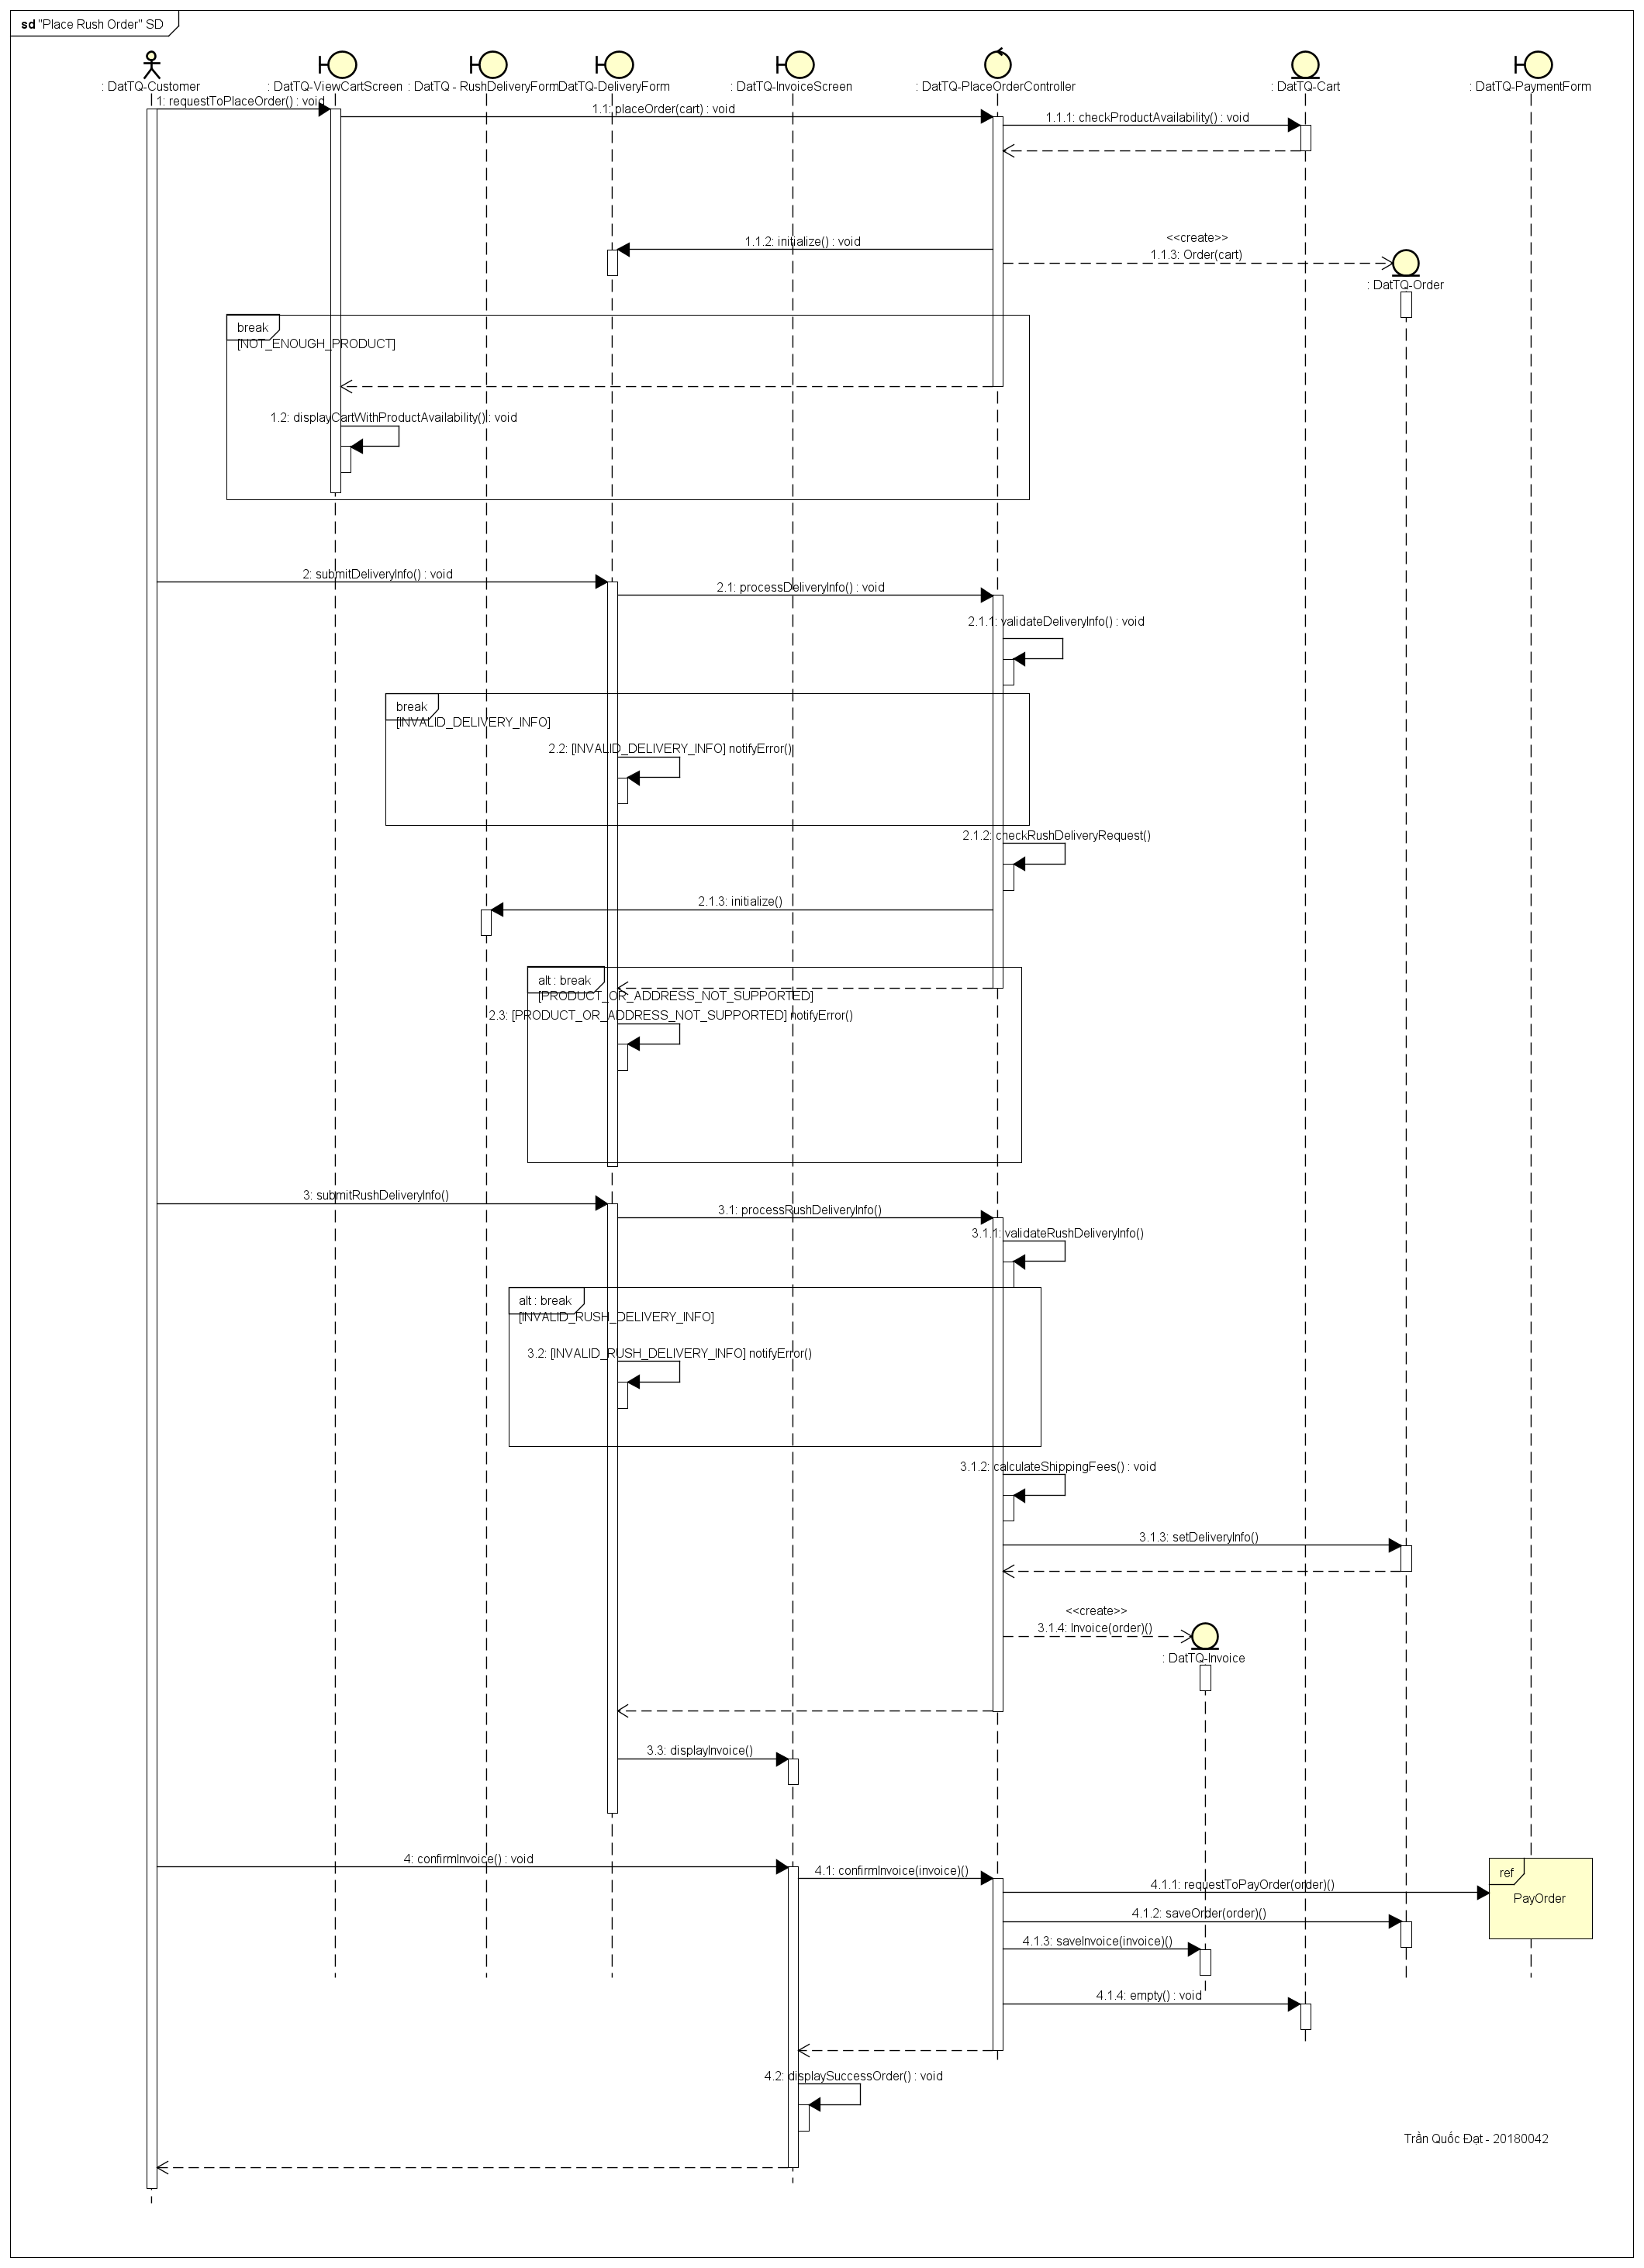 sd "Place Rush Order" SD
: DatTQ-Customer
: DatTQ-ViewCartScreen
: DatTQ - RushDeliveryForm
DatTQ-DeliveryForm
: DatTQ-InvoiceScreen
: DatTQ-PlaceOrderController
: DatTQ-Cart
: DatTQ-PaymentForm
1: requestToPlaceOrder() : void
1.1: placeOrder(cart) : void
1.1.1: checkProductAvailability() : void
1.1.2: initialize() : void
<<create>>
1.1.3: Order(cart)
: DatTQ-Order
break
[NOT_ENOUGH_PRODUCT]
1.2: displayCartWithProductAvailability() : void
2: submitDeliveryInfo() : void
2.1: processDeliveryInfo() : void
2.1.1: validateDeliveryInfo() : void
break
[INVALID_DELIVERY_INFO]
2.2: [INVALID_DELIVERY_INFO] notifyError()
2.1.2: checkRushDeliveryRequest()
2.1.3: initialize()
alt : break
[PRODUCT_OR_ADDRESS_NOT_SUPPORTED]
2.3: [PRODUCT_OR_ADDRESS_NOT_SUPPORTED] notifyError()
3: submitRushDeliveryInfo()
3.1: processRushDeliveryInfo()
3.1.1: validateRushDeliveryInfo()
alt : break
[INVALID_RUSH_DELIVERY_INFO]
3.2: [INVALID_RUSH_DELIVERY_INFO] notifyError()
3.1.2: calculateShippingFees() : void
3.1.3: setDeliveryInfo()
<<create>>
3.1.4: Invoice(order)()
: DatTQ-Invoice
3.3: displayInvoice()
4: confirmInvoice() : void
4.1: confirmInvoice(invoice)()
ref
4.1.1: requestToPayOrder(order)()
PayOrder
4.1.2: saveOrder(order)()
4.1.3: saveInvoice(invoice)()
4.1.4: empty() : void
4.2: displaySuccessOrder() : void
Trần Quốc Đạt - 20180042